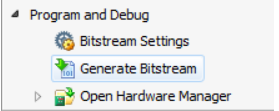 Program and Debug
Bitstream Settings
Generate Bitstream
Open Hardware Manager